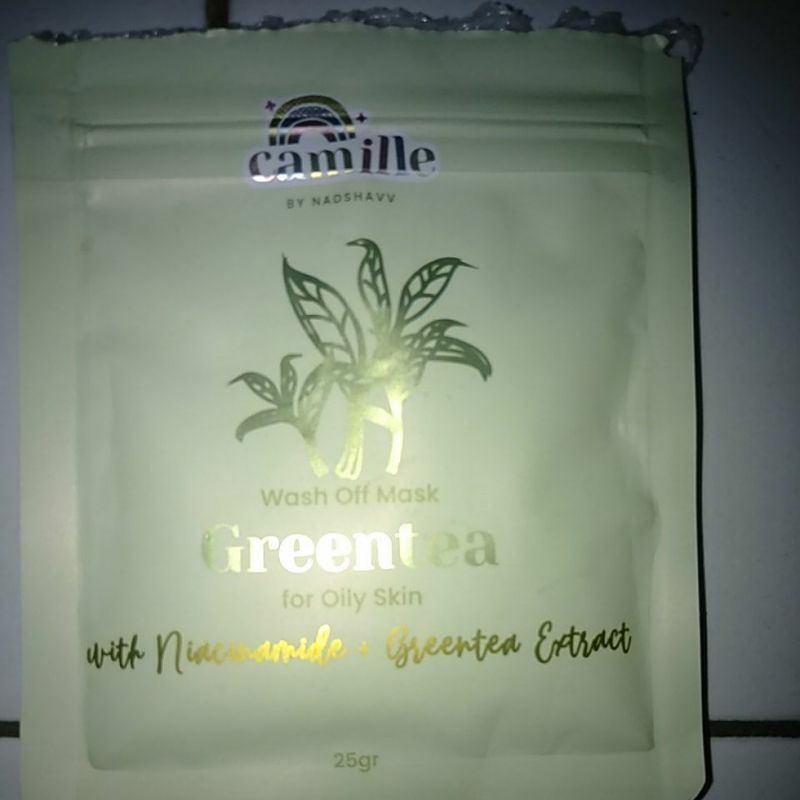 camille
BY NADSHAVV
Wash Off Mask
Greentea
for Oily Skin
with Niacinamide + Greentea Extract
25gr